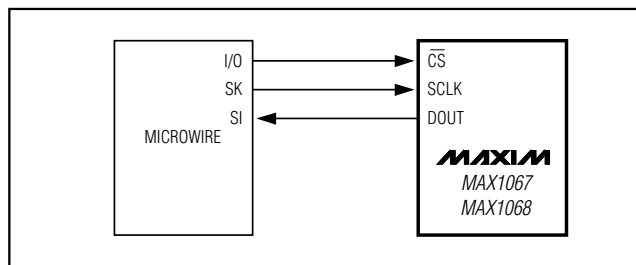 I/O
SK
SI
MICROWIRE
CS
SCLK
DOUT
MAXIM
MAX1067
MAX1068